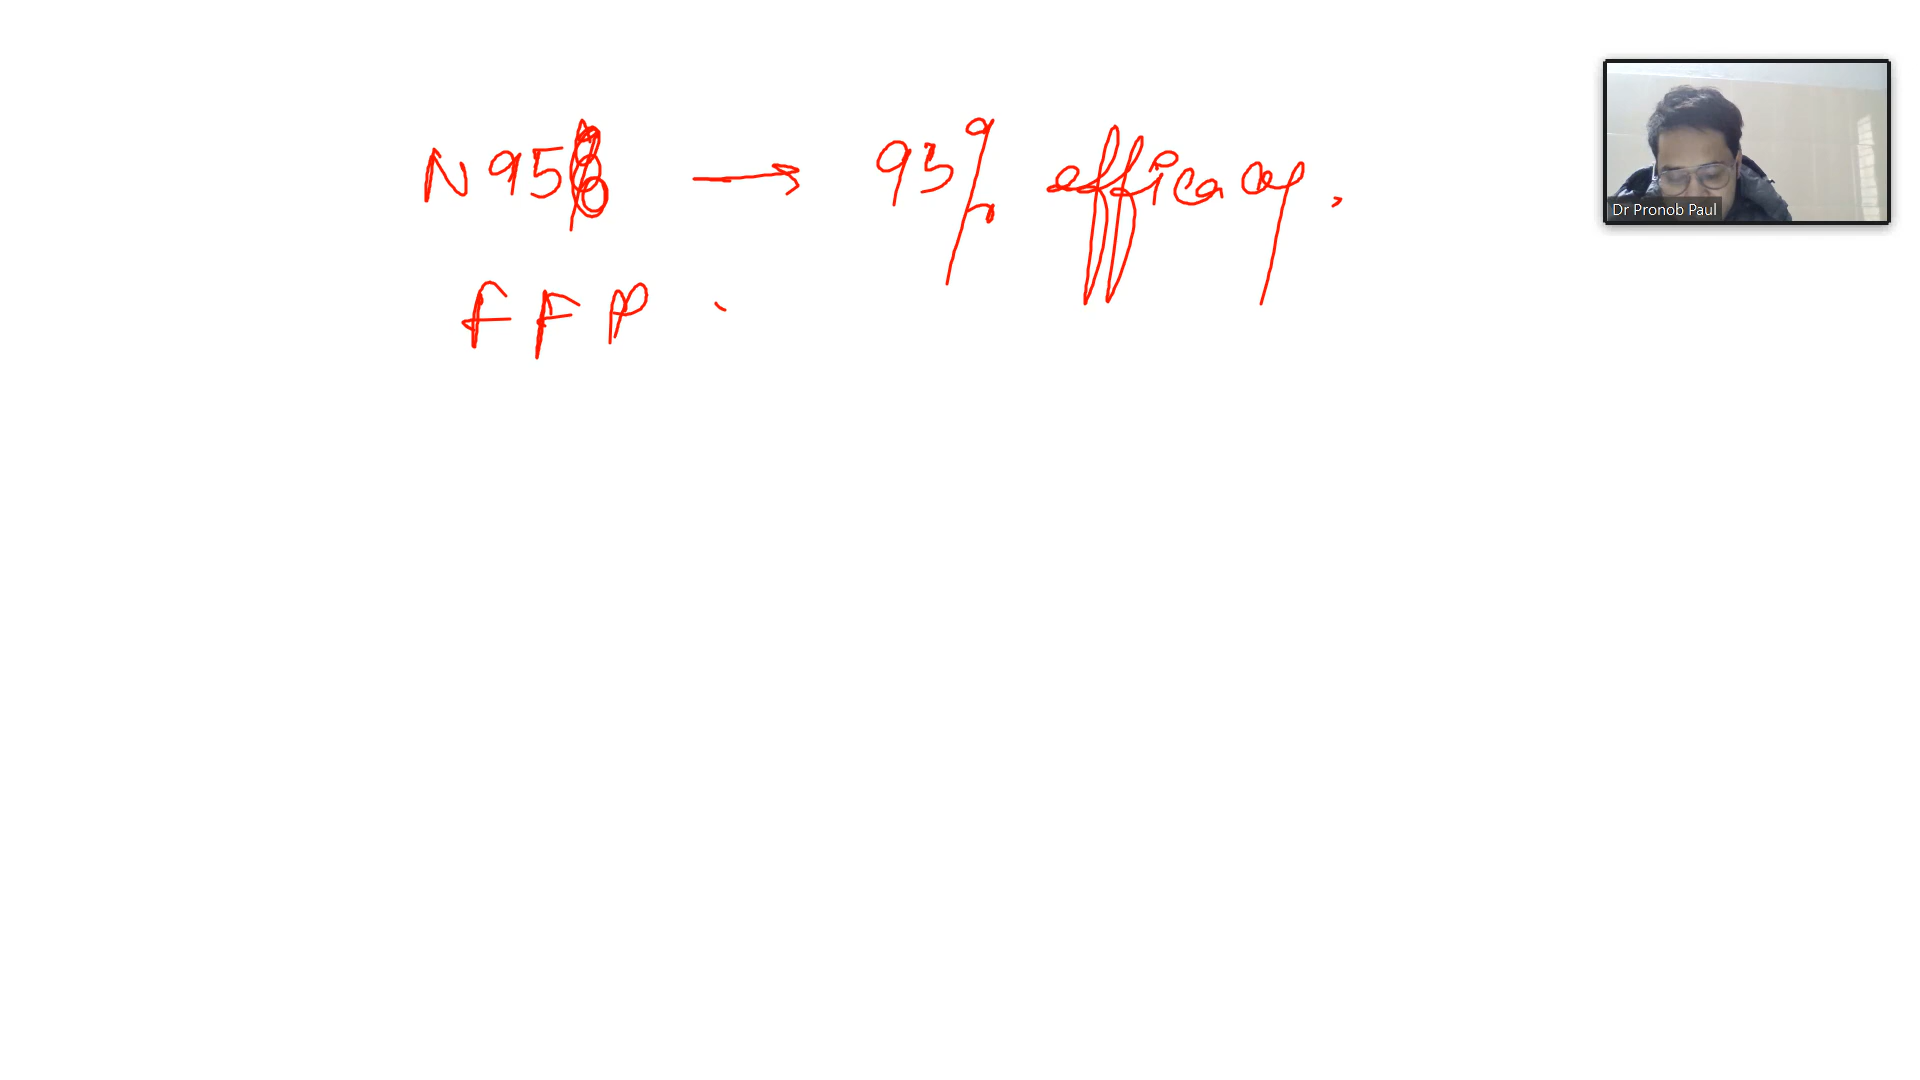 N95 → 95% efficacy.
FFP
Dr Pronob Paul